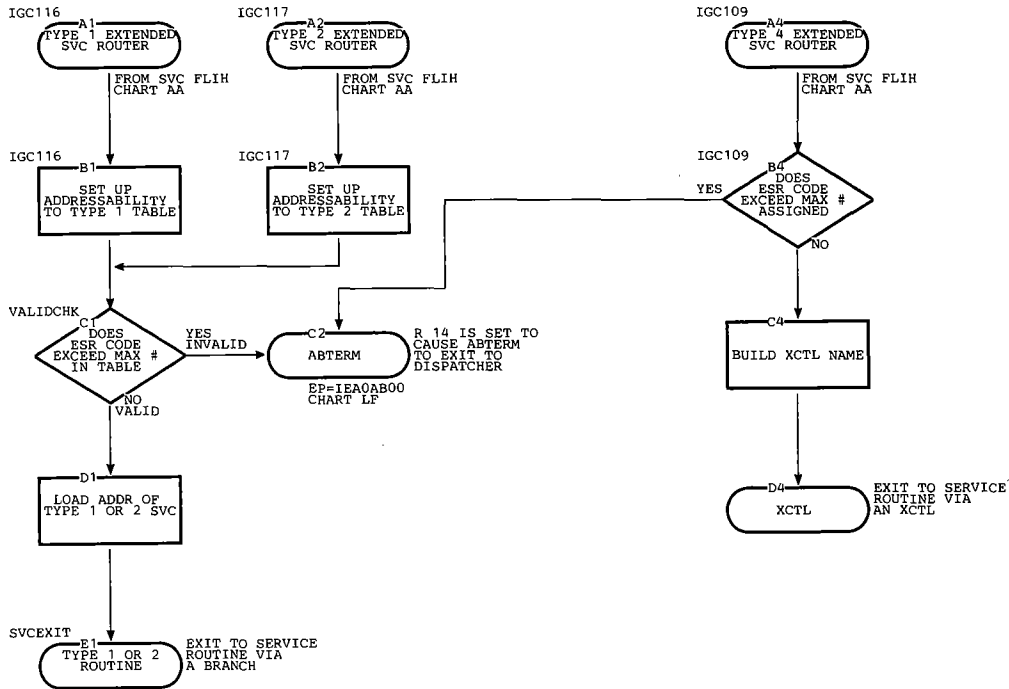 IGC116
A1
TYPE 1 EXTENDED
SVC ROUTER
FROM SVC FLIH
CHART AA
IGC117
A2
TYPE 2 EXTENDED
SVC ROUTER
FROM SVC FLIH
CHART AA
IGC109
A4
TYPE 4 EXTENDED
SVC ROUTER
FROM SVC FLIH
CHART AA
IGC116
B1
SET UP
ADDRESSABILITY
TO TYPE 1 TABLE
IGC117
B2
SET UP
ADDRESSABILITY
TO TYPE 2 TABLE
IGC109
B4
DOES
ESR CODE
EXCEED MAX #
ASSIGNED
YES
NO
VALIDCHK
C1
DOES
ESR CODE
EXCEED MAX #
IN TABLE
YES
INVALID
NO
VALID
C2
ABTERM
R 14 IS SET TO
CAUSE ABTERM
TO EXIT TO
DISPATCHER
EP=IEA0AB00
CHART LF
C4
BUILD XCTL NAME
D1
LOAD ADDR OF
TYPE 1 OR 2 SVC
D4
XCTL
EXIT TO SERVICE
ROUTINE VIA
AN XCTL
SVCEXIT
E1
TYPE 1 OR 2
ROUTINE
EXIT TO SERVICE
ROUTINE VIA
A BRANCH